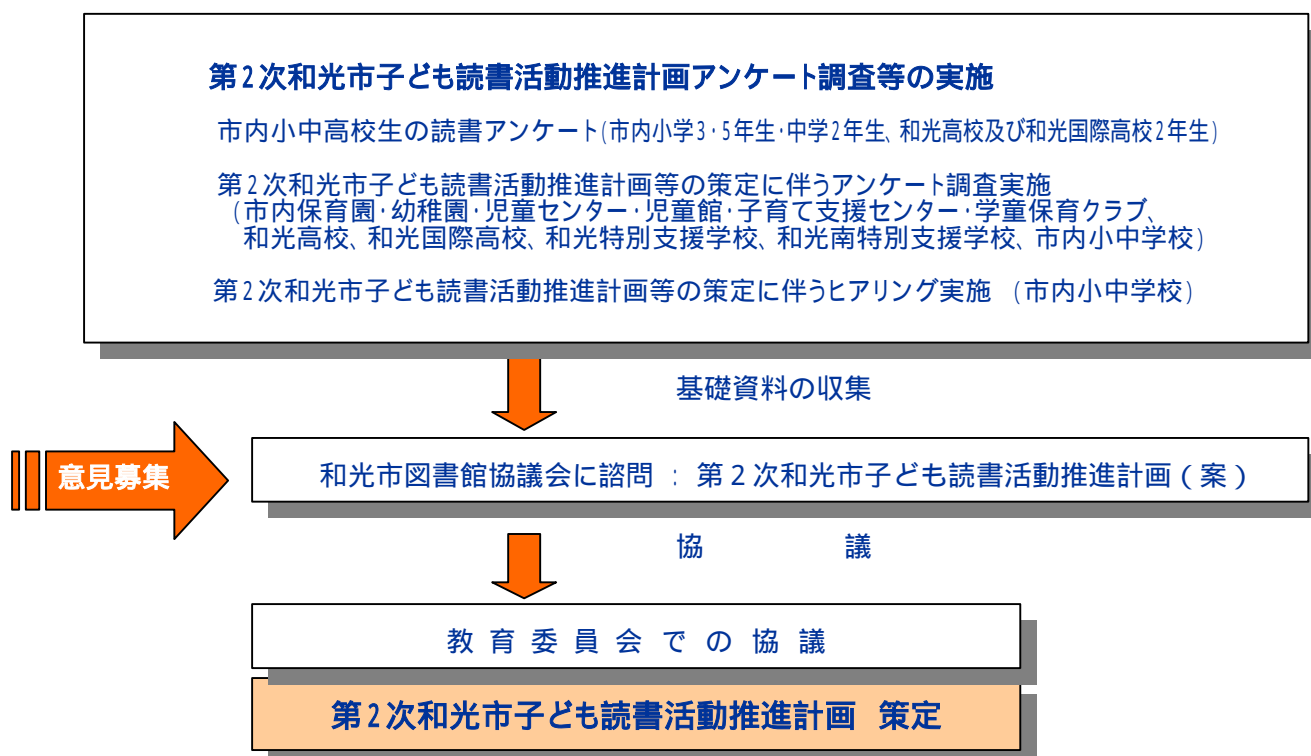 第2次和光市子ども読書活動推進計画アンケート調査等の実施
市内小中高校生の読書アンケート(市内小学3・5年生・中学2年生、和光高校及び和光国際高校2年生)
第2次和光市子ども読書活動推進計画等の策定に伴うアンケート調査実施
(市内保育園・幼稚園・児童センター・児童館・子育て支援センター・学童保育クラブ、
和光高校、和光国際高校、和光特別支援学校、和光南特別支援学校、市内小中学校)
第2次和光市子ども読書活動推進計画等の策定に伴うヒアリング実施 (市内小中学校)
基礎資料の収集
意見募集
和光市図書館協議会に諮問 : 第2次和光市子ども読書活動推進計画(案)
協 議
教育委員会での協議
第2次和光市子ども読書活動推進計画 策定